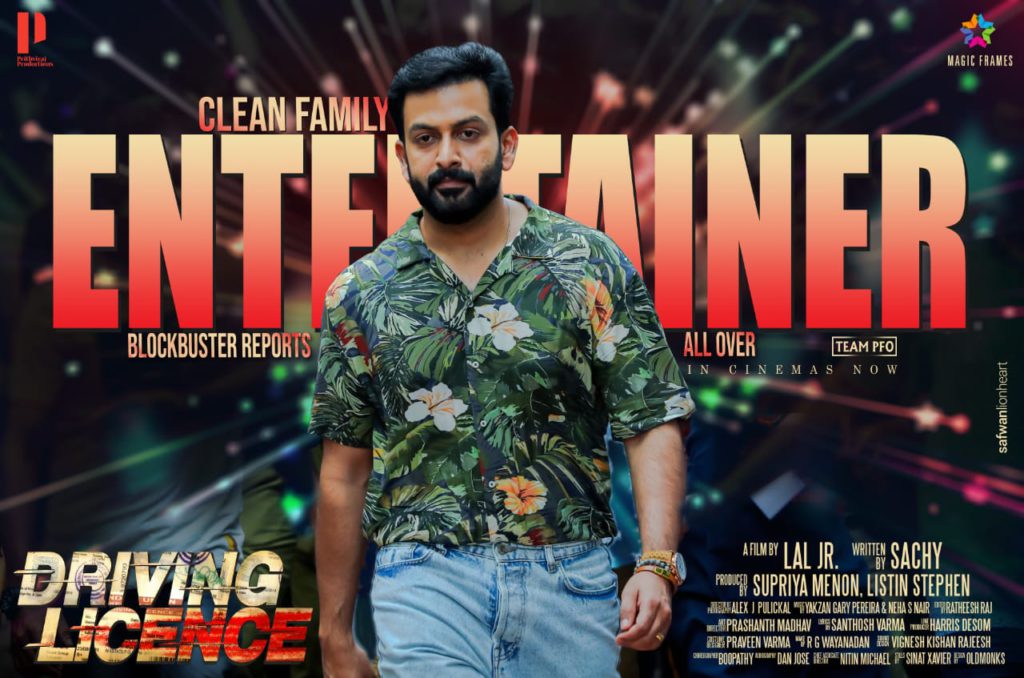 P
Prithviraj
Productions
MAGIC FRAMES
CLEAN FAMILY
ENTERTAINER
BLOCKBUSTER REPORTS
ALL OVER
TEAM PFO
IN CINEMAS NOW
safwanlionheart
DRIVING
LICENCE
A FILM BY LAL JR. WRITTEN BY SACHY
PRODUCED BY SUPRIYA MENON, LISTIN STEPHEN
ALEX J PULICKAL YAKZAN GARY PEREIRA & NEHA S NAIR RATHEESH RAJ
ART DIRECTOR PRASHANTH MADHAV SANTHOSH VARMA HARRIS DESOM
PRAVEEN VARMA R G WAYANADAN VIGNESH KISHAN RAJEESH
BOOPATHY DAN JOSE NITIN MICHAEL SINAT XAVIER OLDMONKS